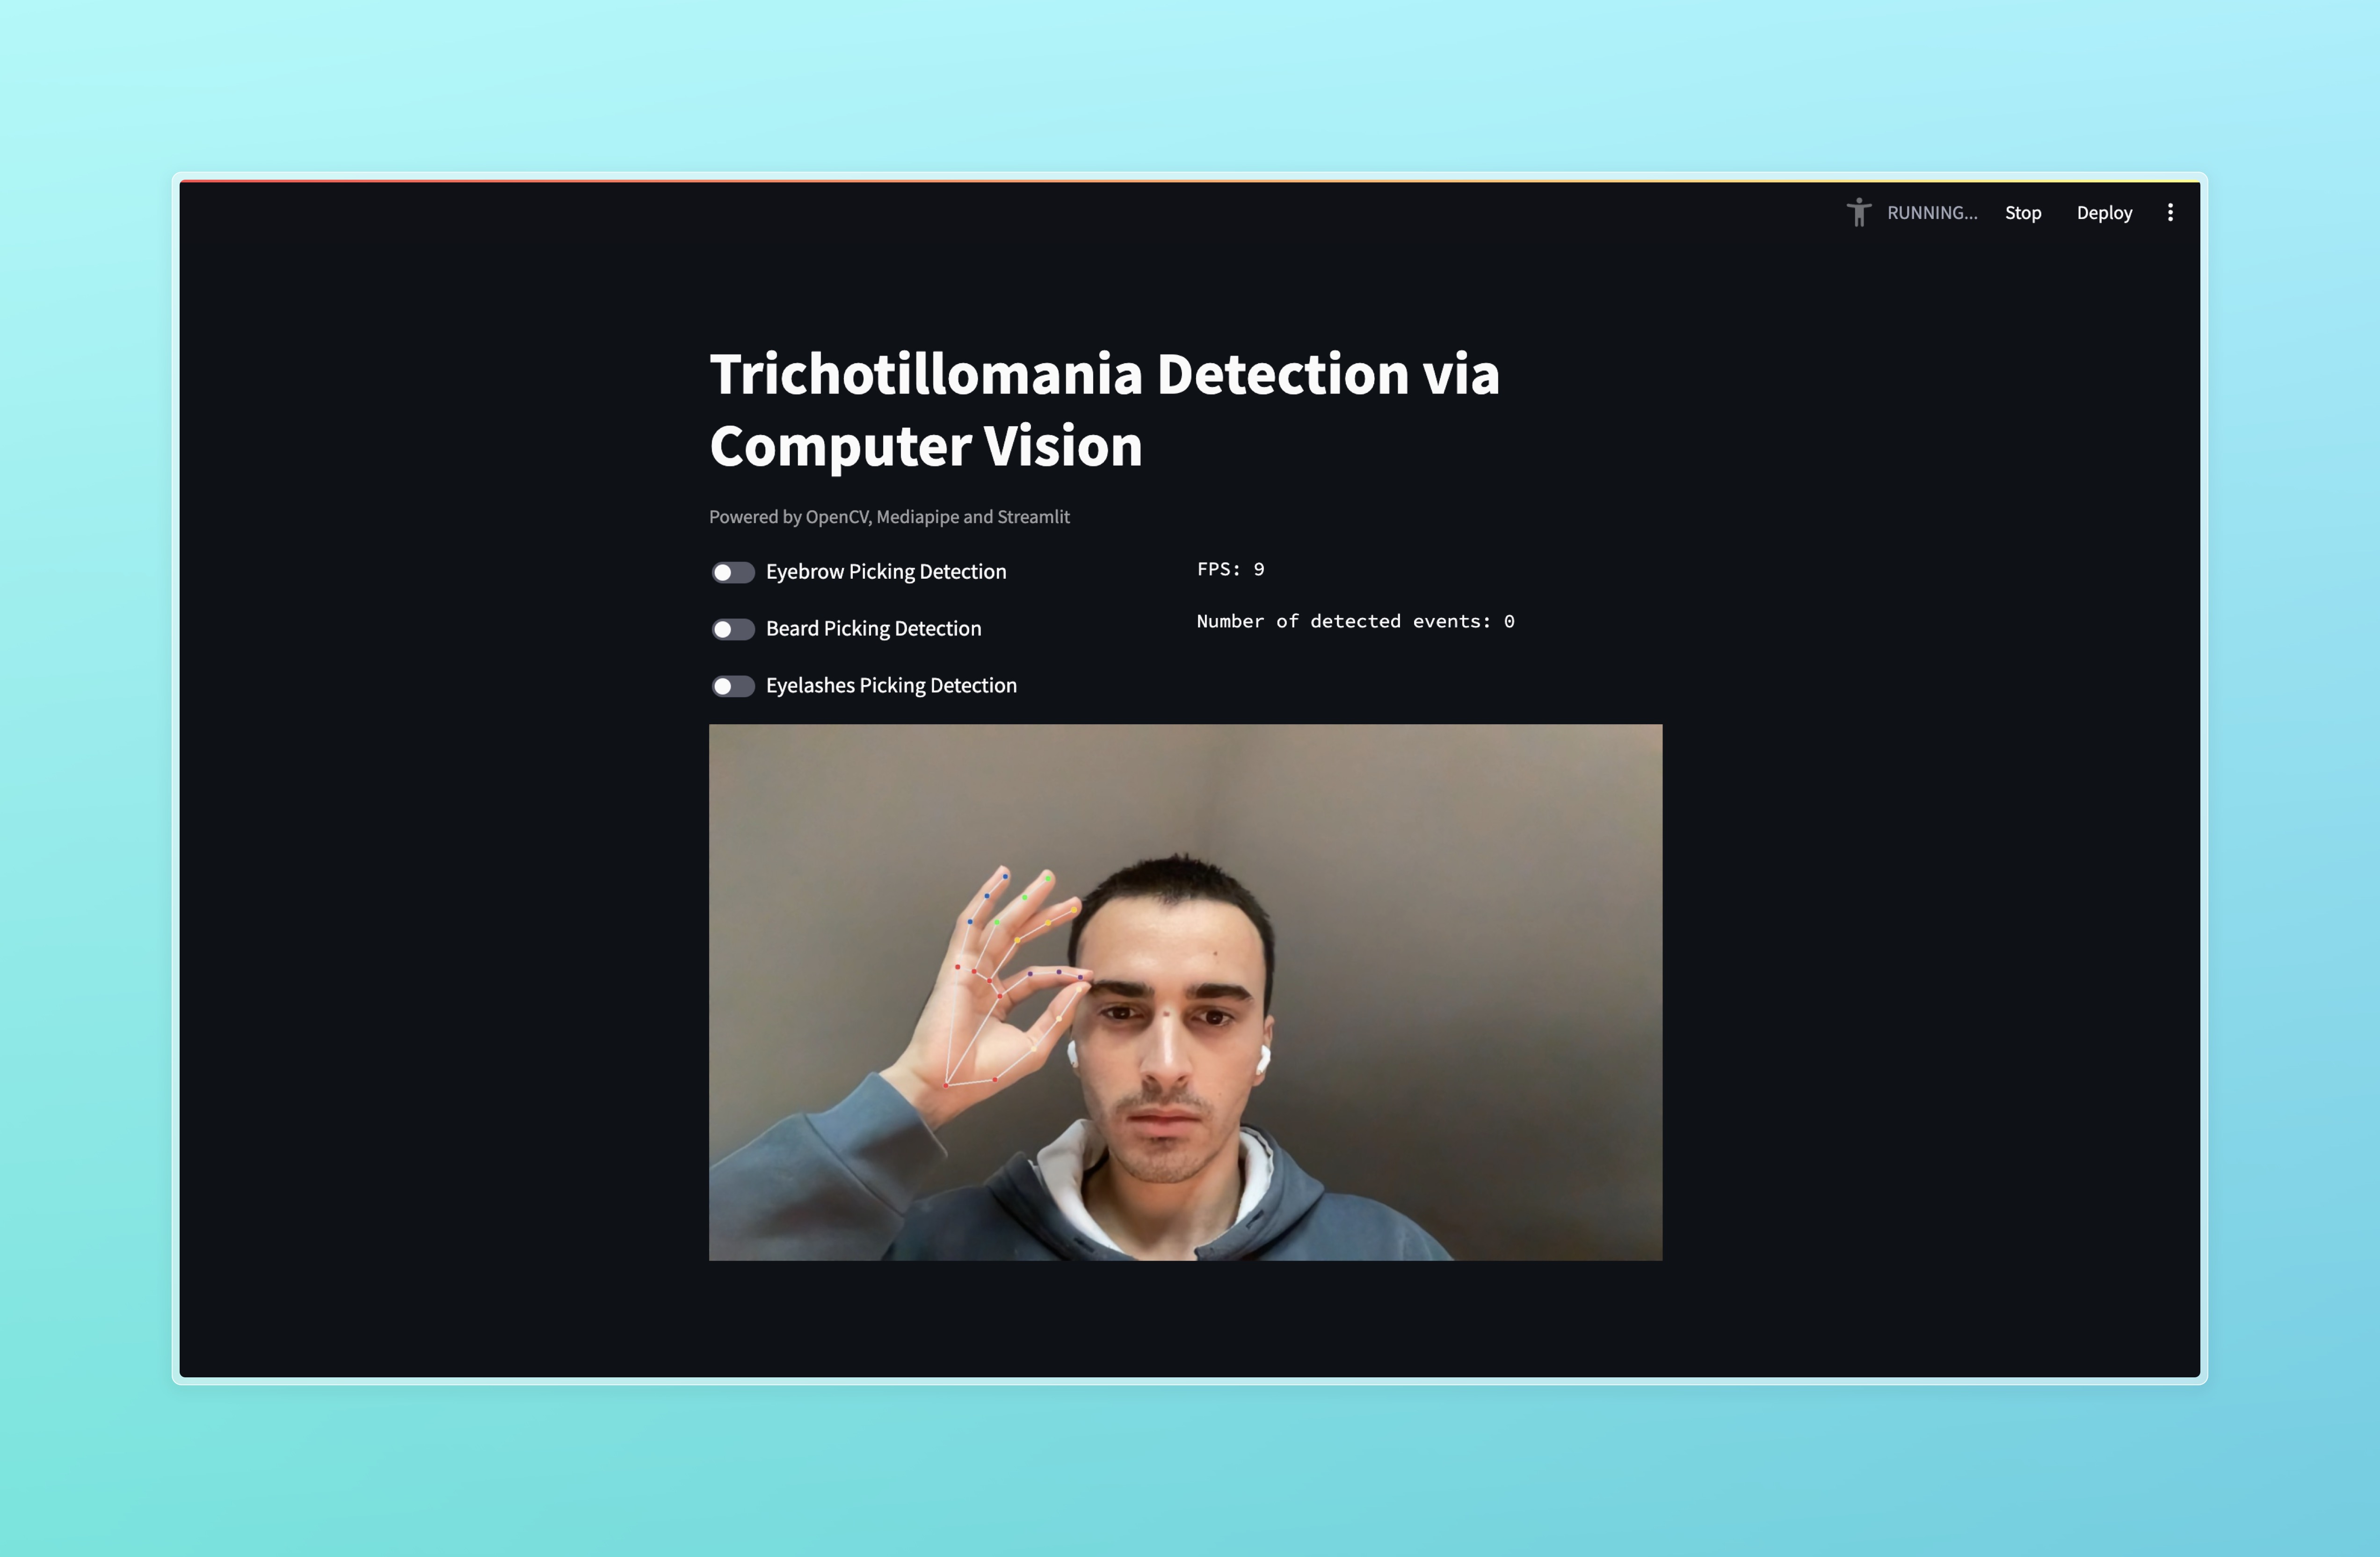 RUNNING...
Stop
Deploy
Trichotillomania Detection via
Computer Vision
Powered by OpenCV, Mediapipe and Streamlit
Eyebrow Picking Detection
FPS: 9
Beard Picking Detection
Number of detected events: 0
Eyelashes Picking Detection